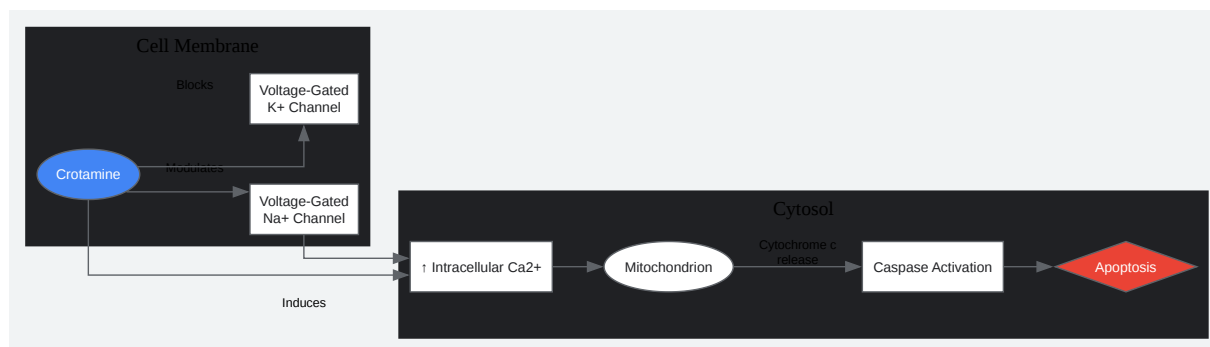 Cell Membrane
Blocks
Voltage-Gated
K+ Channel
Crotamine
Modulates
Voltage-Gated
Na+ Channel
Induces
Cytosol
↑ Intracellular Ca2+
Mitochondrion
Cytochrome c
release
Caspase Activation
Apoptosis